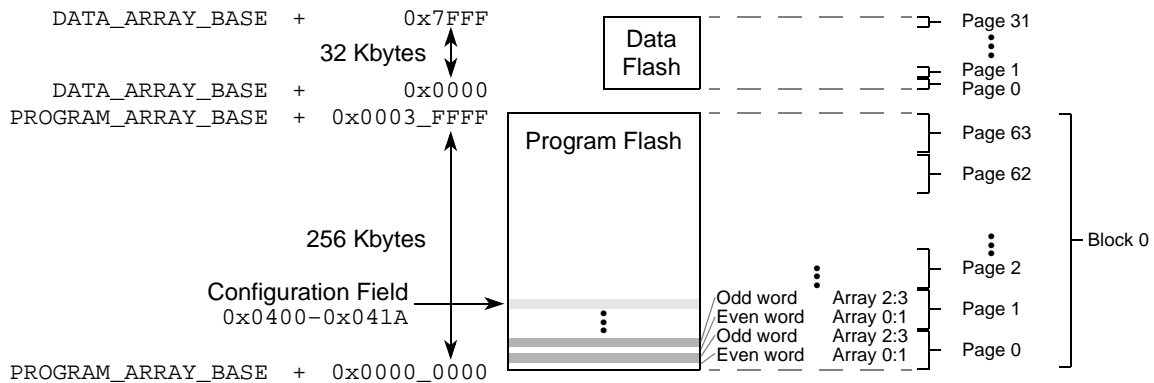 DATA_ARRAY_BASE + 0x7FFF
32 Kbytes
DATA_ARRAY_BASE + 0x0000
PROGRAM_ARRAY_BASE + 0x0003_FFFF
Data
Flash
Page 31
Page 1
Page 0
Program Flash
256 Kbytes
Configuration Field
0x0400-0x041A
PROGRAM_ARRAY_BASE + 0x0000_0000
Odd word Array 2:3
Even word Array 0:1
Odd word Array 2:3
Even word Array 0:1
Page 63
Page 62
Page 2
Page 1
Page 0
Block 0